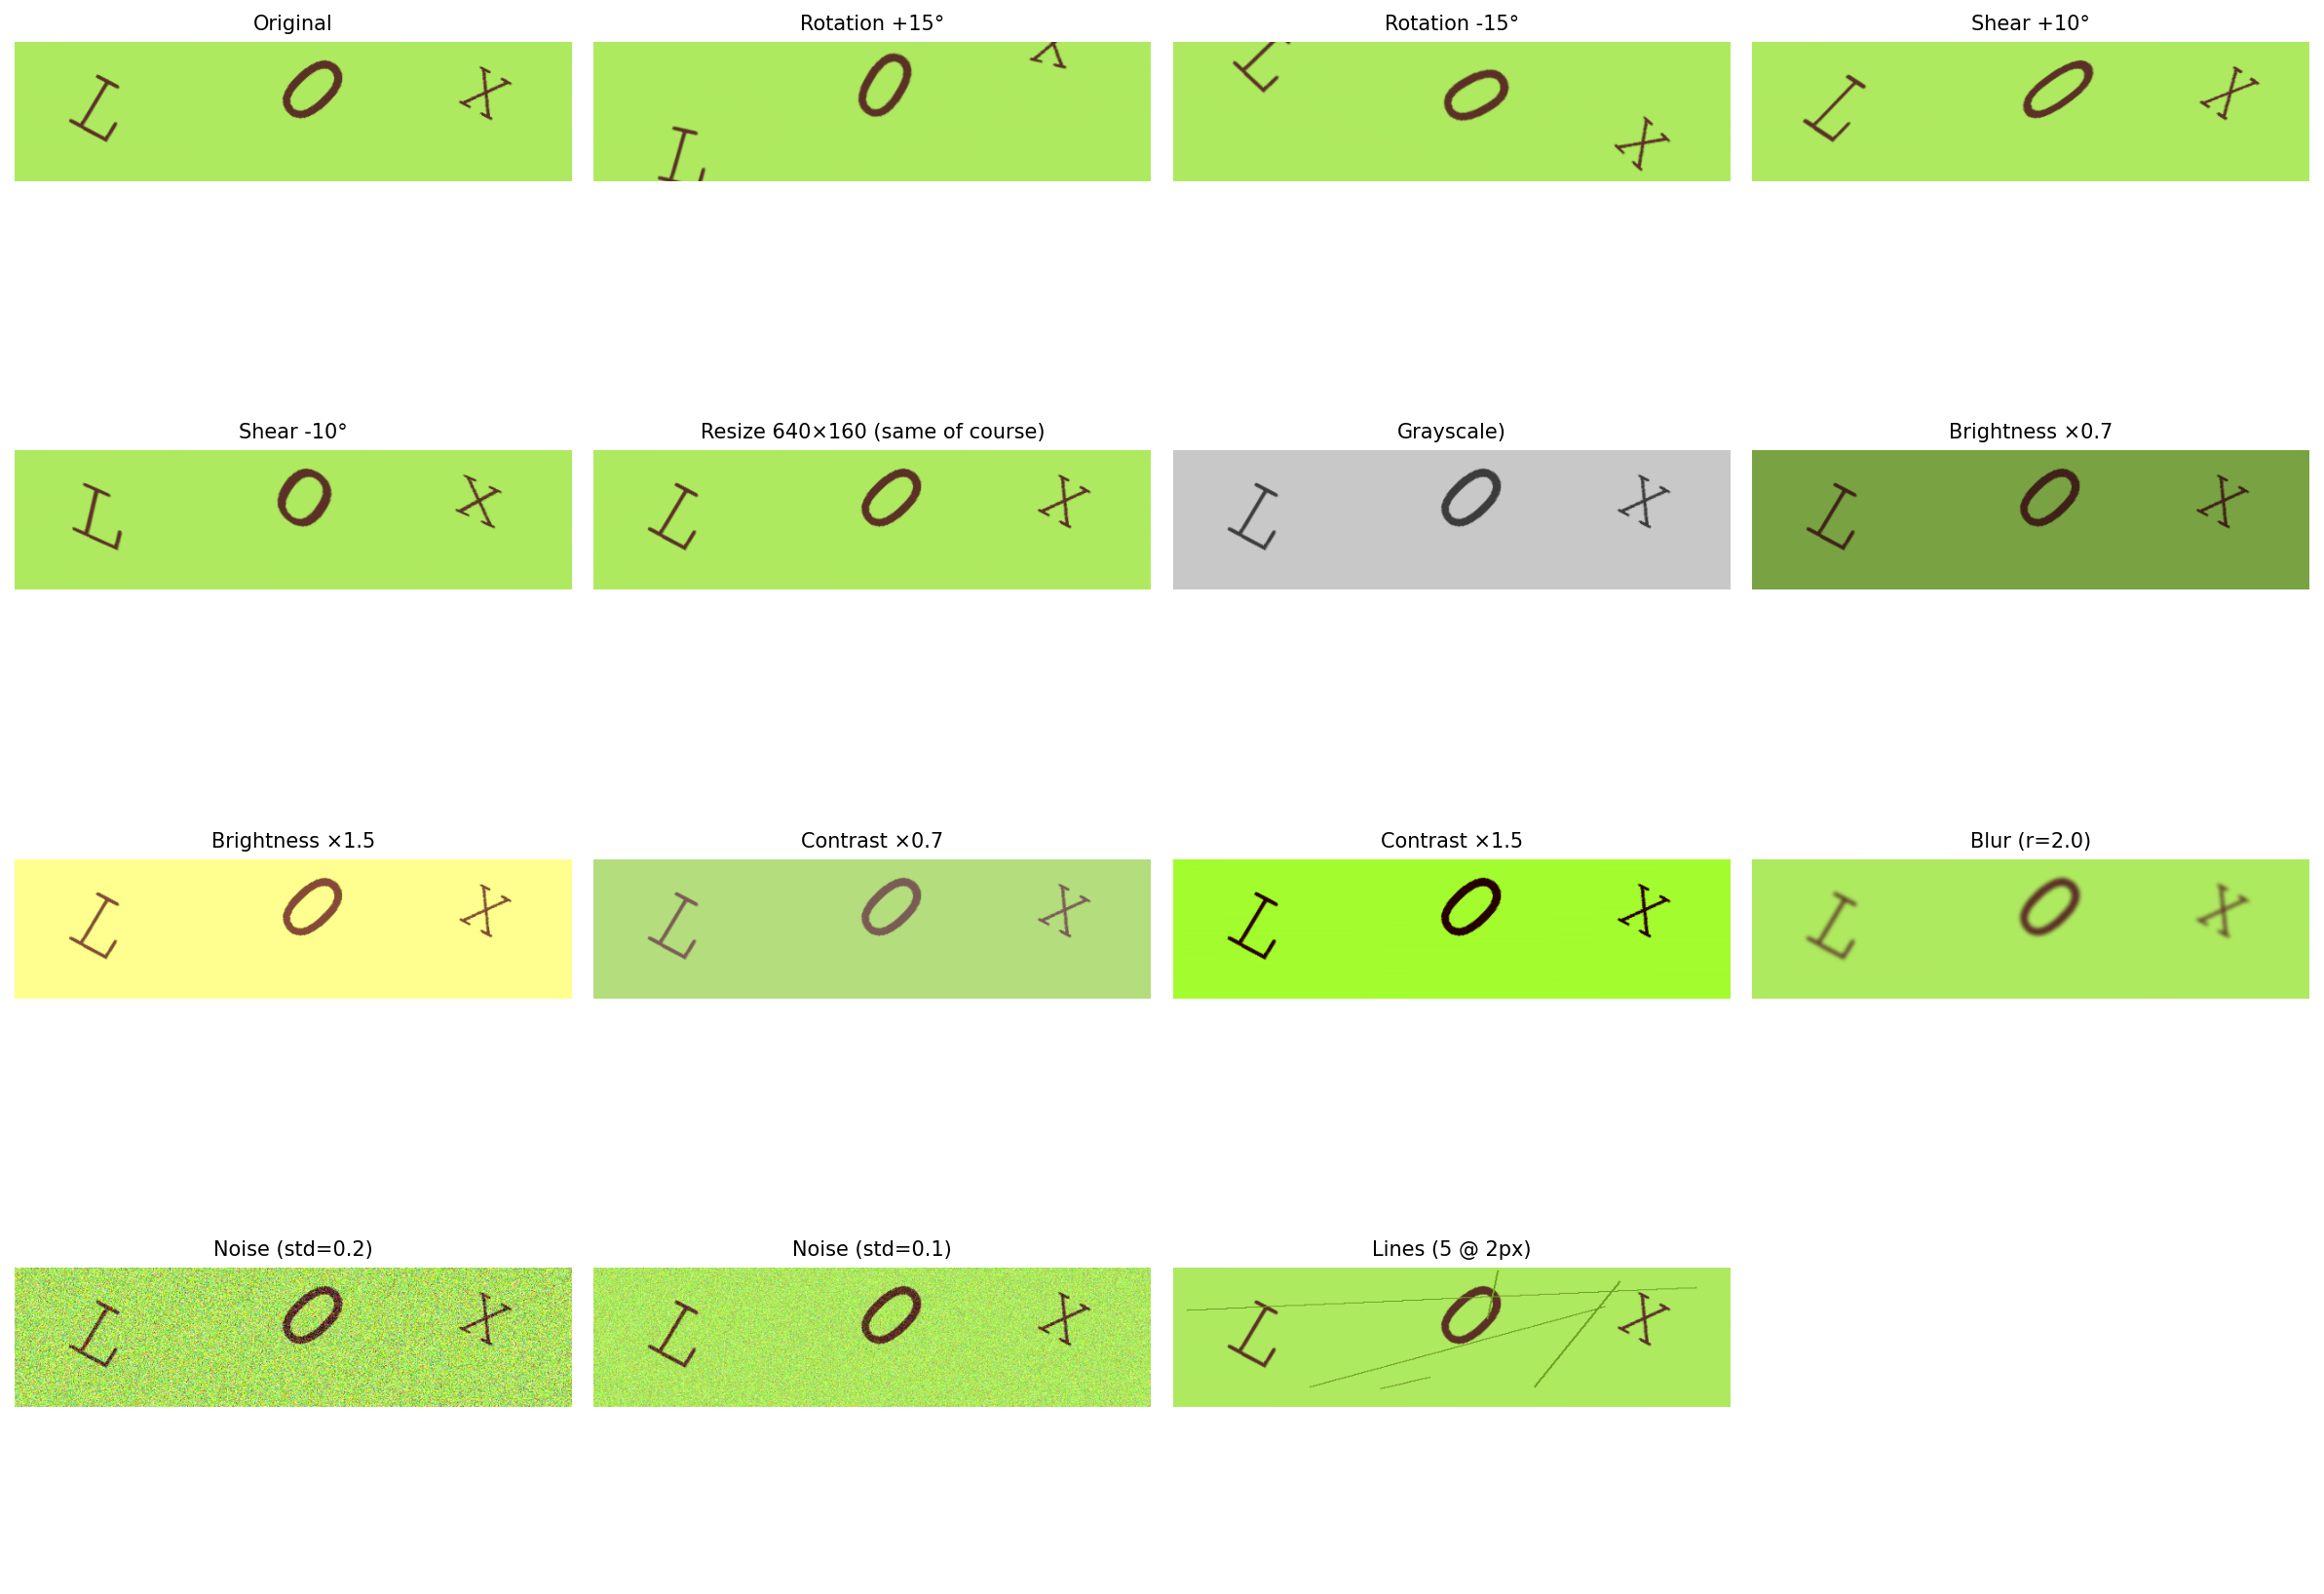 Original Rotation +15° Rotation -15° Shear +10°
L O X L O X L O X L O X
Shear -10° Resize 640×160 (same of course) Grayscale) Brightness ×0.7
L O X L O X L O X L O X
Brightness ×1.5 Contrast ×0.7 Contrast ×1.5 Blur (r=2.0)
L O X L O X L O X L O X
Noise (std=0.2) Noise (std=0.1) Lines (5 @ 2px)
L O X L O X L O X